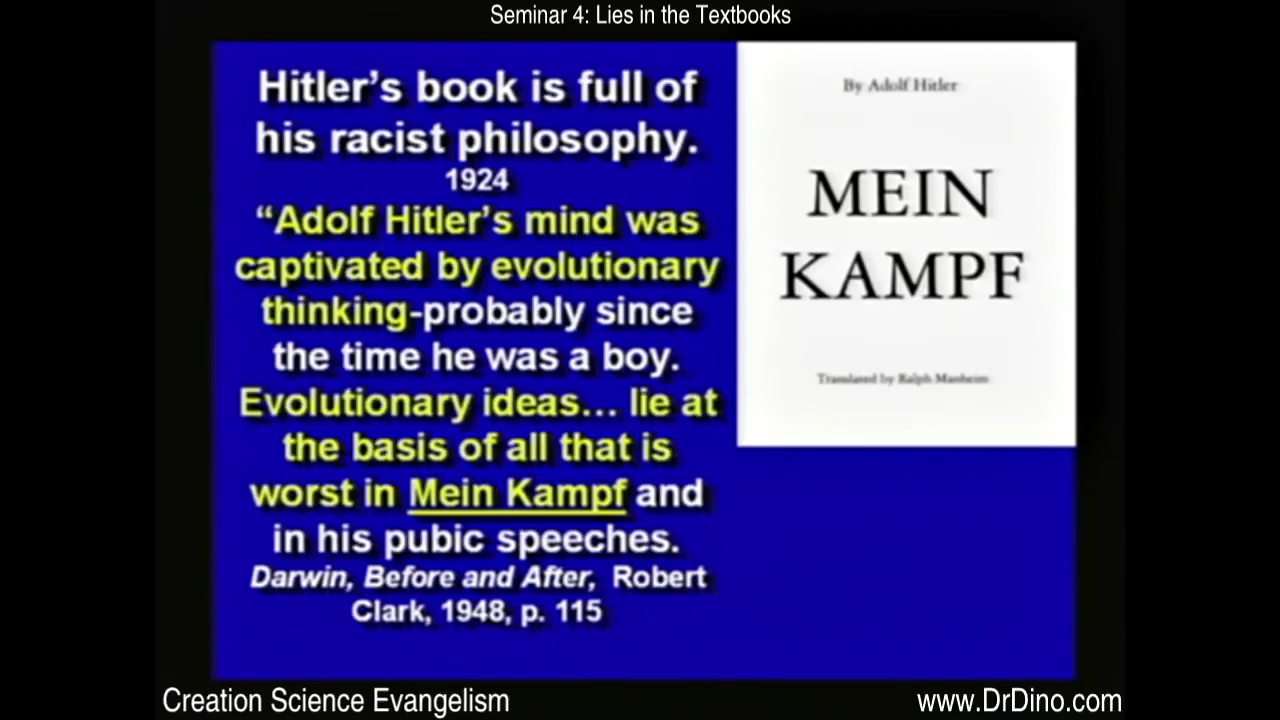 Seminar 4: Lies in the Textbooks
Hitler's book is full of
his racist philosophy.
1924
“Adolf Hitler's mind was
captivated by evolutionary
thinking-probably since
the time he was a boy.
Evolutionary ideas... lie at
the basis of all that is
worst in Mein Kampf and
in his pubic speeches.
Darwin, Before and After, Robert
Clark, 1948, p. 115
By Adolf Hitler
MEIN
KAMPF
Translated by Ralph Manheim
Creation Science Evangelism
www.DrDino.com